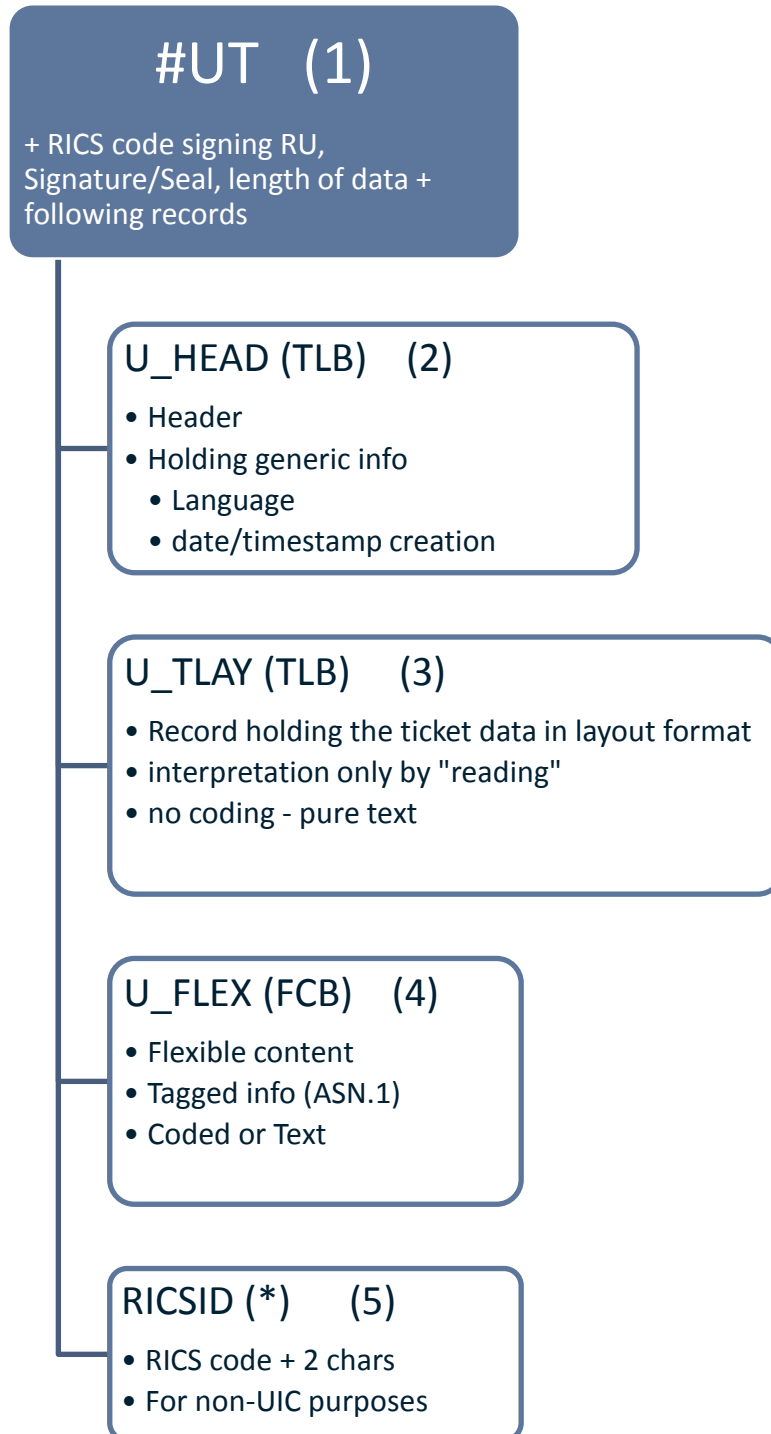 #UT (1)
+ RICS code signing RU,
Signature/Seal, length of data +
following records
U_HEAD (TLB) (2)
• Header
• Holding generic info
• Language
• date/timestamp creation
U_TLAY (TLB) (3)
• Record holding the ticket data in layout format
• interpretation only by "reading"
• no coding - pure text
U_FLEX (FCB) (4)
• Flexible content
• Tagged info (ASN.1)
• Coded or Text
RICSID (*) (5)
• RICS code + 2 chars
• For non-UIC purposes